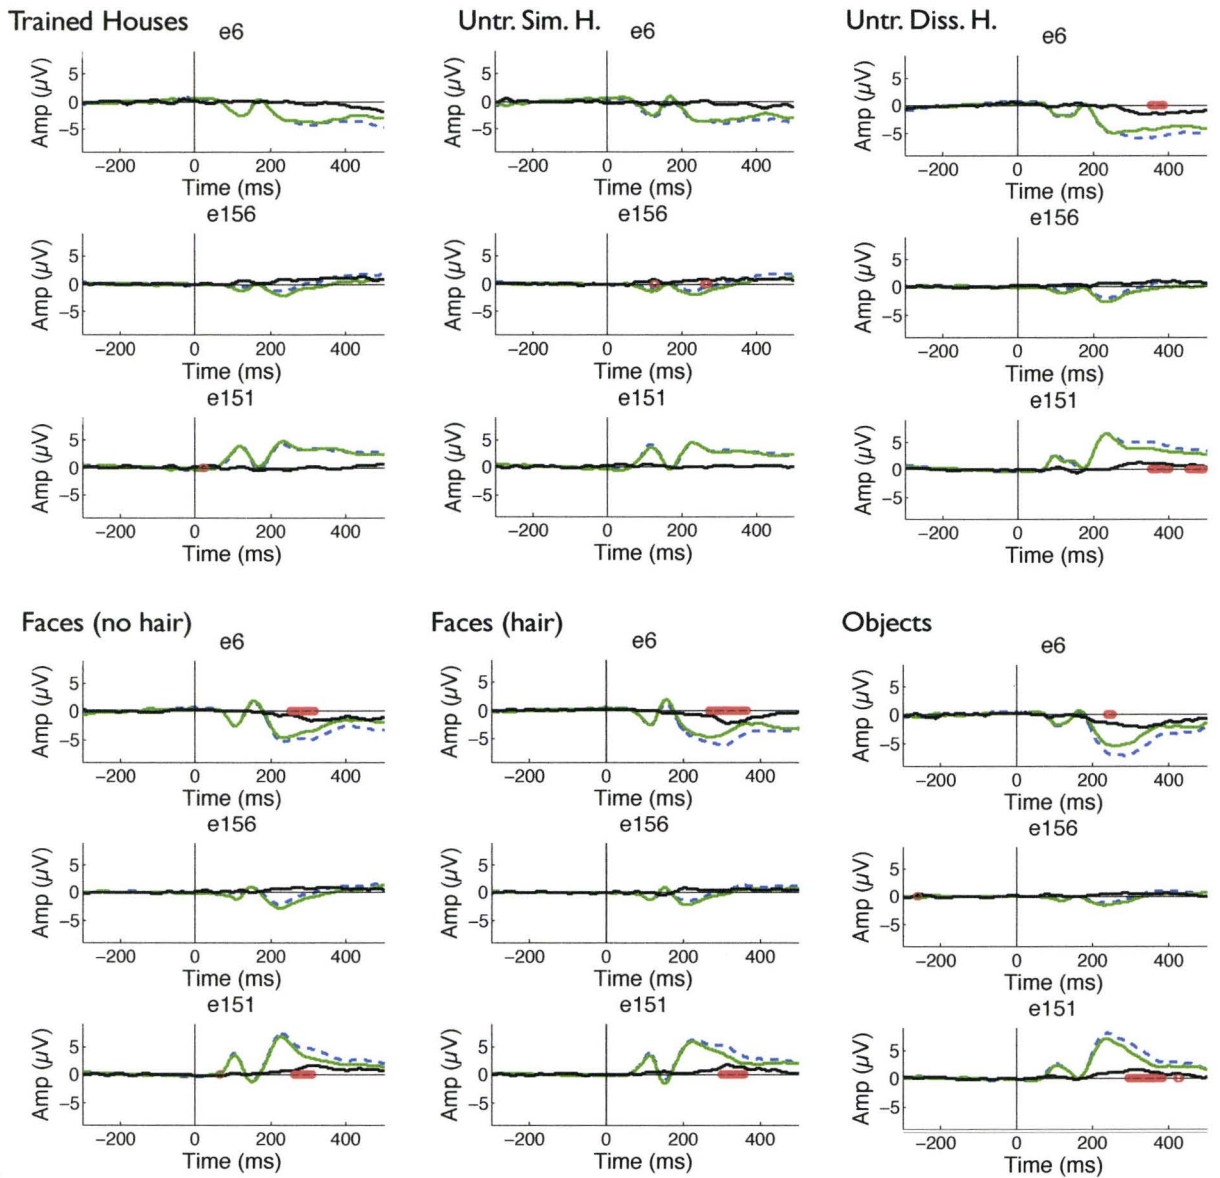 Trained Houses
e6
Amp (µV)
5
0
−5
−200 0 200 400
Time (ms)
e156
Amp (µV)
5
0
−5
−200 0 200 400
Time (ms)
e151
Amp (µV)
5
0
−5
−200 0 200 400
Time (ms)
Untr. Sim. H.
e6
Amp (µV)
5
0
−5
−200 0 200 400
Time (ms)
e156
Amp (µV)
5
0
−5
−200 0 200 400
Time (ms)
e151
Amp (µV)
5
0
−5
−200 0 200 400
Time (ms)
Untr. Diss. H.
e6
Amp (µV)
5
0
−5
−200 0 200 400
Time (ms)
e156
Amp (µV)
5
0
−5
−200 0 200 400
Time (ms)
e151
Amp (µV)
5
0
−5
−200 0 200 400
Time (ms)
Faces (no hair)
e6
Amp (µV)
5
0
−5
−200 0 200 400
Time (ms)
e156
Amp (µV)
5
0
−5
−200 0 200 400
Time (ms)
e151
Amp (µV)
5
0
−5
−200 0 200 400
Time (ms)
Faces (hair)
e6
Amp (µV)
5
0
−5
−200 0 200 400
Time (ms)
e156
Amp (µV)
5
0
−5
−200 0 200 400
Time (ms)
e151
Amp (µV)
5
0
−5
−200 0 200 400
Time (ms)
Objects
e6
Amp (µV)
5
0
−5
−200 0 200 400
Time (ms)
e156
Amp (µV)
5
0
−5
−200 0 200 400
Time (ms)
e151
Amp (µV)
5
0
−5
−200 0 200 400
Time (ms)